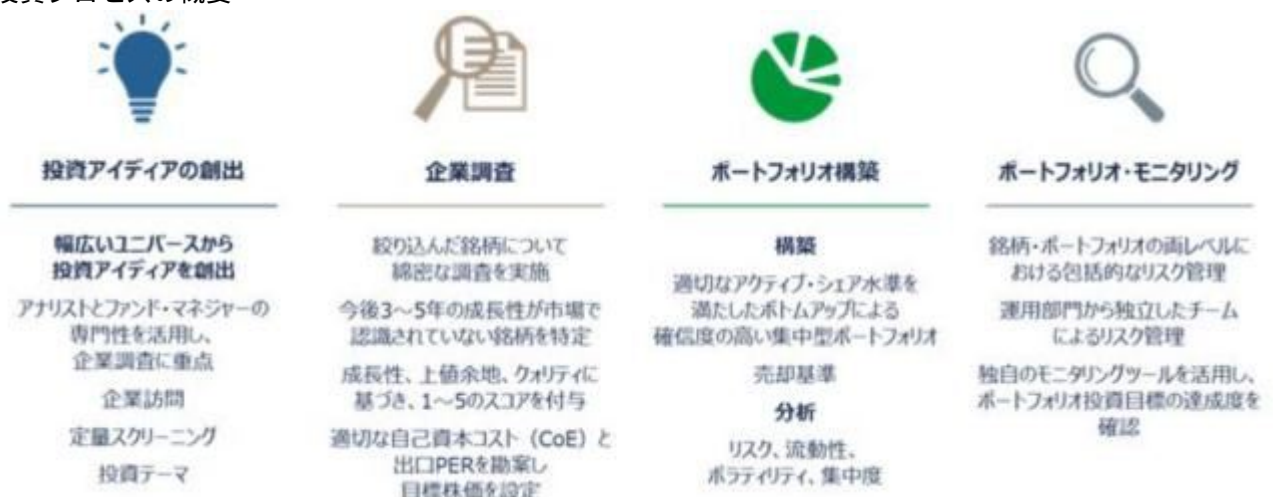 投資アイディアの創出
幅広いユニバースから
投資アイディアを創出
アナリストとファンド・マネジャーの
専門性を活用し、
企業調査に重点
企業訪問
定量スクリーニング
投資テーマ
企業調査
絞り込んだ銘柄について
綿密な調査を実施
今後3～5年の成長性が市場で
認識されていない銘柄を特定
成長性、上値余地、クォリティに
基づき、1～5のスコアを付与
適切な自己資本コスト（CoE）と
出口PERを勘案し
目標株価を設定
ポートフォリオ構築
構築
適切なアクティブ・シェア水準を
満たしたボトムアップによる
確信度の高い集中型ポートフォリオ
売却基準
分析
リスク、流動性、
ボラティリティ、集中度
ポートフォリオ・モニタリング
銘柄・ポートフォリオの両レベルに
おける包括的なリスク管理
運用部門から独立したチーム
によるリスク管理
独自のモニタリングツールを活用し、
ポートフォリオ投資目標の達成度を
確認